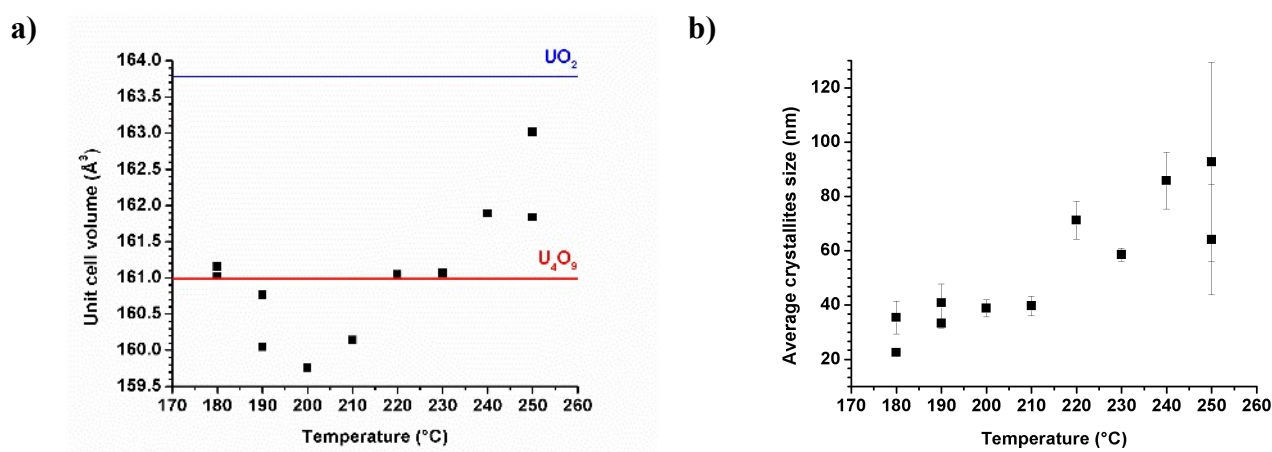 a)
UO₂
U₄O₉
164.0
163.5
163.0
162.5
162.0
161.5
161.0
160.5
160.0
159.5
Unit cell volume (Å³)
170 180 190 200 210 220 230 240 250 260
Temperature (°C)
b)
120
100
80
60
40
20
Average crystallites size (nm)
170 180 190 200 210 220 230 240 250 260
Temperature (°C)